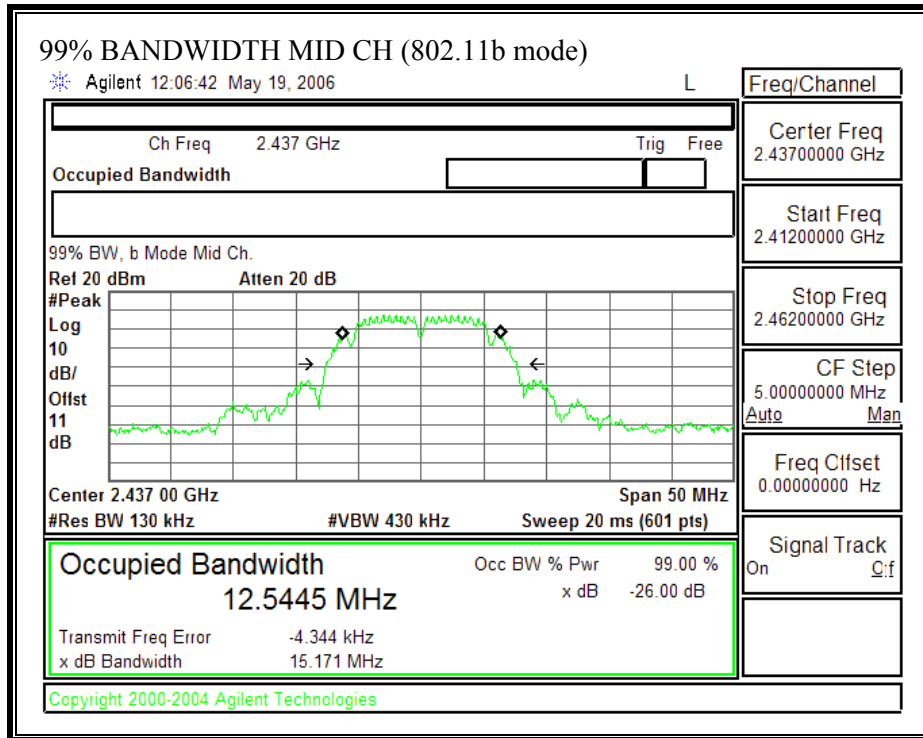 99% BANDWIDTH MID CH (802.11b mode)
Agilent 12:06:42 May 19, 2006 L
Freq/Channel
Ch Freq 2.437 GHz Trig Free
Occupied Bandwidth
Center Freq
2.43700000 GHz
Start Freq
2.41200000 GHz
99% BW, b Mode Mid Ch.
Ref 20 dBm Atten 20 dB
#Peak
Log
10
dB/
Offst
11
dB
Stop Freq
2.46200000 GHz
CF Step
5.00000000 MHz
Auto Man
Freq Offset
0.00000000 Hz
Center 2.437 00 GHz Span 50 MHz
#Res BW 130 kHz #VBW 430 kHz Sweep 20 ms (601 pts)
Signal Track
On Off
Occupied Bandwidth Occ BW % Pwr 99.00 %
12.5445 MHz x dB -26.00 dB
Transmit Freq Error -4.344 kHz
x dB Bandwidth 15.171 MHz
Copyright 2000-2004 Agilent Technologies